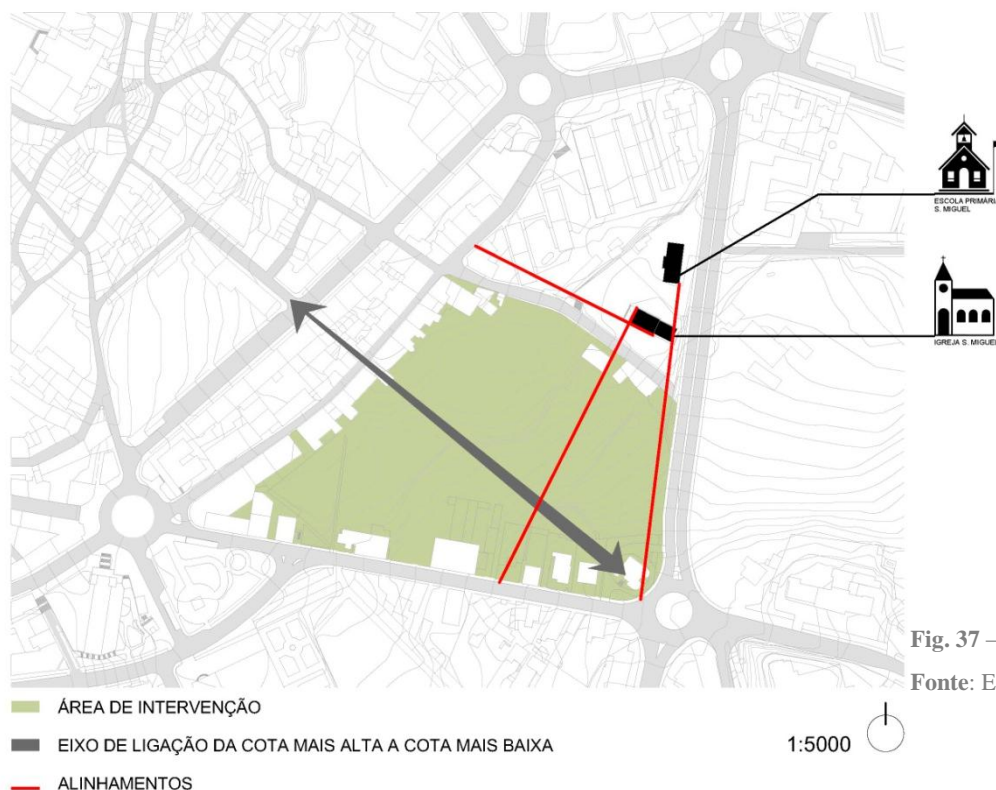 ESCOLA PRIMÁRIA
S. MIGUEL
IGREJA S. MIGUEL
Fig. 37 –
Fonte: E
ÁREA DE INTERVENÇÃO
EIXO DE LIGAÇÃO DA COTA MAIS ALTA A COTA MAIS BAIXA
1:5000
ALINHAMENTOS